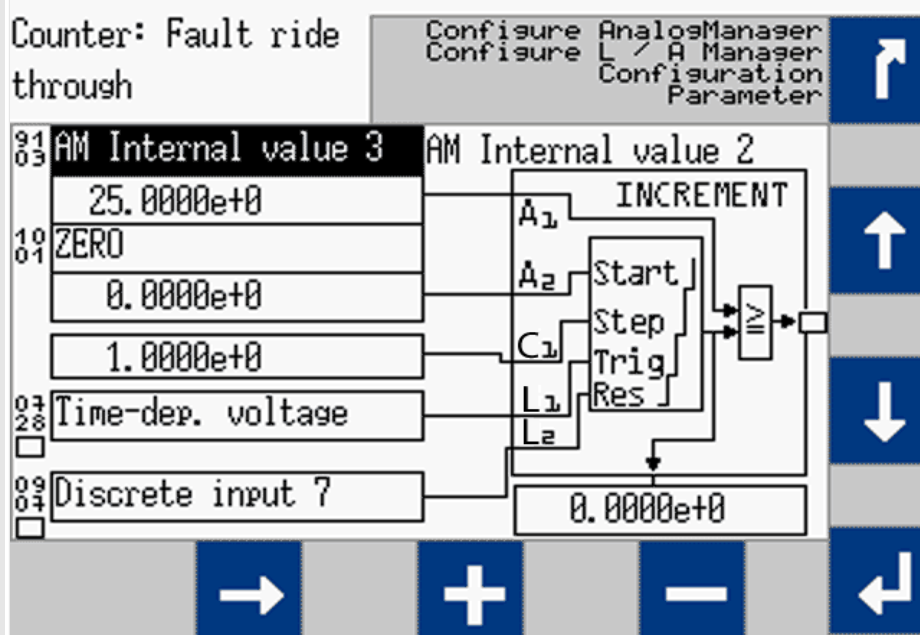 Counter: Fault ride
through
Configure AnalogManager
Configure L / A Manager
Configuration
Parameter
91
03
AM Internal value 3
AM Internal value 2
25.0000e+0
INCREMENT
A1
10
01
ZERO
A2
Start
0.0000e+0
Step
C1
1.0000e+0
Trig
≧
L1
Res
07
28
Time-dep. voltage
L2
09
07
Discrete input 7
0.0000e+0